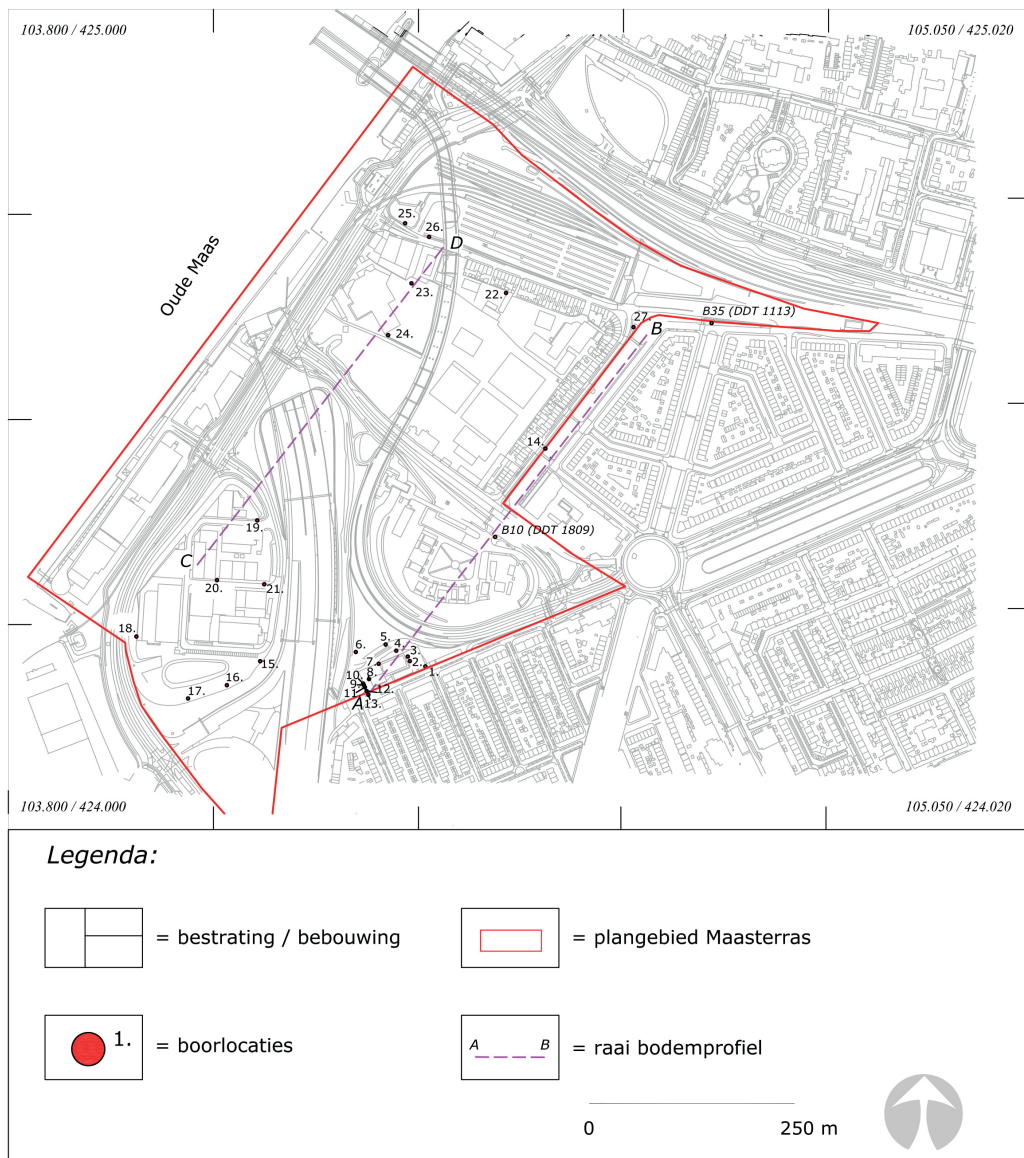 103.800 / 425.000
105.050 / 425.020
Oude Maas
25.
26.
D
23.
22.
24.
27.
B35 (DDT 1113)
B
14.
B10 (DDT 1809)
19.
C
20.
21.
18.
15.
16.
17.
5.
4.
6.
3.
2.
7.
1.
8.
10.
9.
12.
11.
A
13.
103.800 / 424.000
105.050 / 424.020
Legenda:
= bestrating / bebouwing
= plangebied Maasterras
1.
= boorlocaties
A B
= raai bodemprofiel
0 250 m